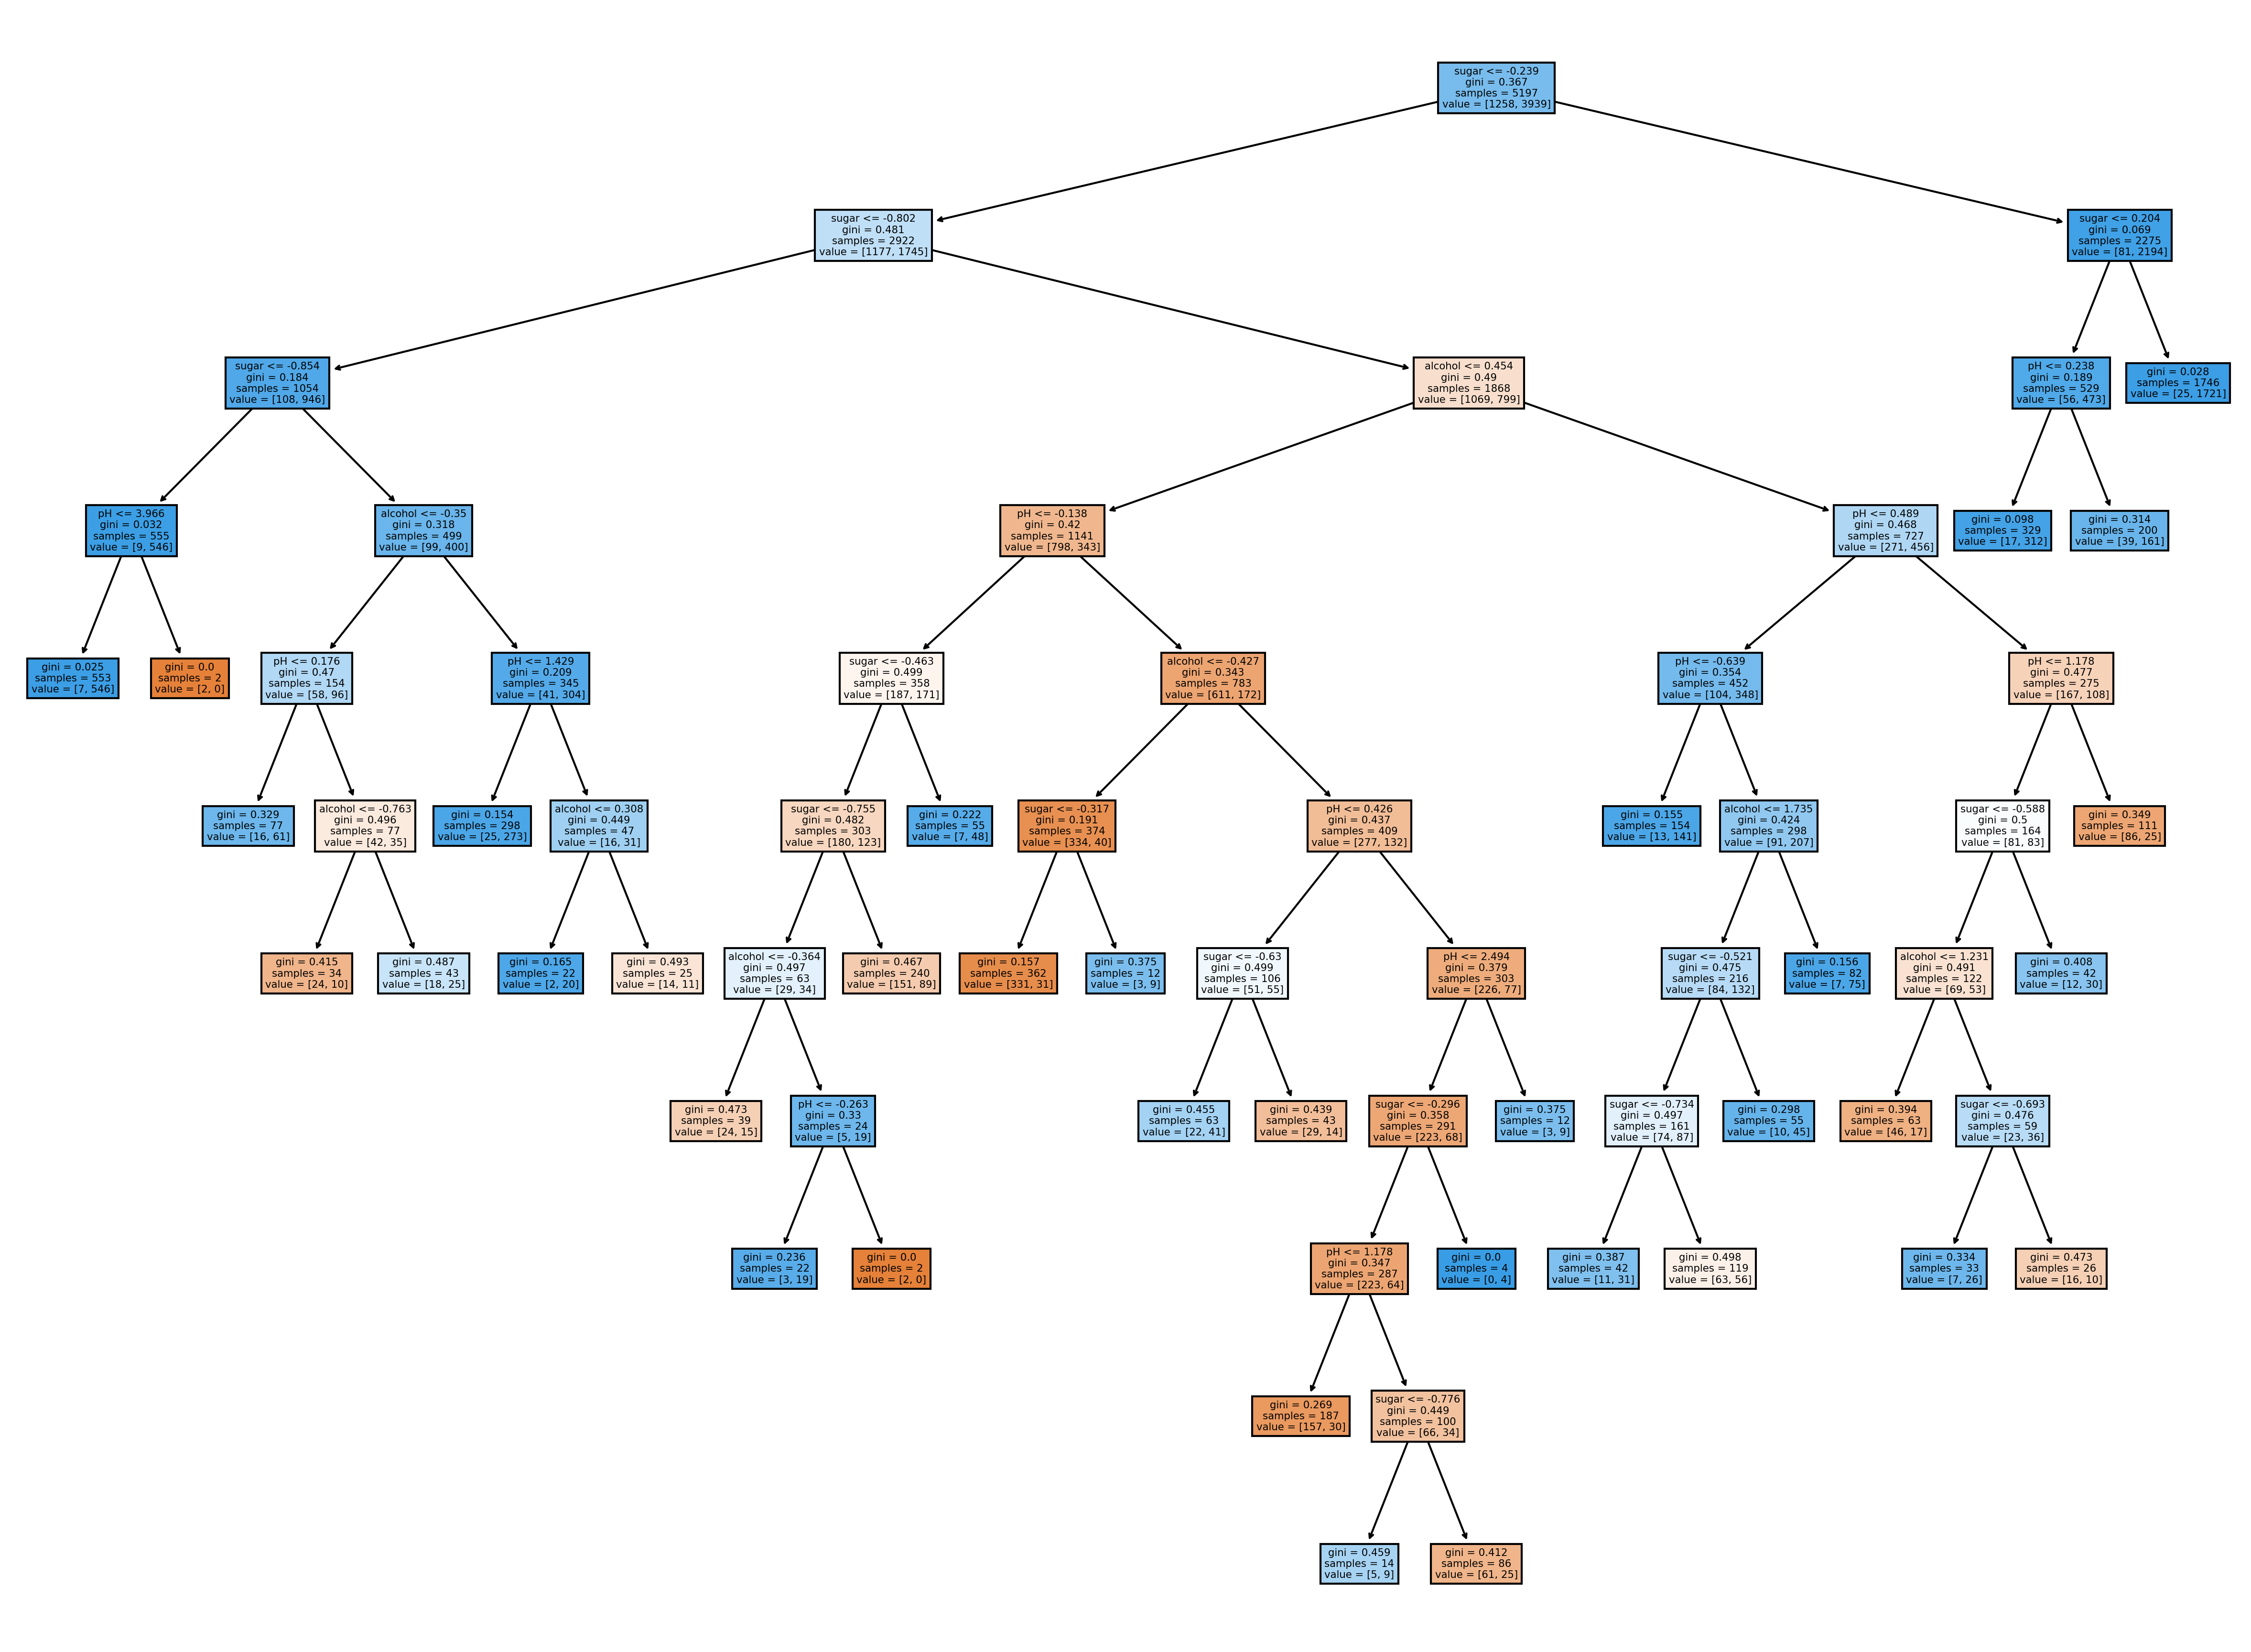 sugar <= -0.239
gini = 0.367
samples = 5197
value = [1258, 3939]
sugar <= -0.802
gini = 0.481
samples = 2922
value = [1177, 1745]
sugar <= 0.204
gini = 0.069
samples = 2275
value = [81, 2194]
sugar <= -0.854
gini = 0.184
samples = 1054
value = [108, 946]
alcohol <= 0.454
gini = 0.49
samples = 1868
value = [1069, 799]
pH <= 0.238
gini = 0.189
samples = 529
value = [56, 473]
gini = 0.028
samples = 1746
value = [25, 1721]
pH <= 3.966
gini = 0.032
samples = 555
value = [9, 546]
alcohol <= -0.35
gini = 0.318
samples = 499
value = [99, 400]
pH <= -0.138
gini = 0.42
samples = 1141
value = [798, 343]
pH <= 0.489
gini = 0.468
samples = 727
value = [271, 456]
gini = 0.098
samples = 329
value = [17, 312]
gini = 0.314
samples = 200
value = [39, 161]
gini = 0.025
samples = 553
value = [7, 546]
gini = 0.0
samples = 2
value = [2, 0]
pH <= 0.176
gini = 0.47
samples = 154
value = [58, 96]
pH <= 1.429
gini = 0.209
samples = 345
value = [41, 304]
sugar <= -0.463
gini = 0.499
samples = 358
value = [187, 171]
alcohol <= -0.427
gini = 0.343
samples = 783
value = [611, 172]
pH <= -0.639
gini = 0.354
samples = 452
value = [104, 348]
pH <= 1.178
gini = 0.477
samples = 275
value = [167, 108]
gini = 0.329
samples = 77
value = [16, 61]
alcohol <= -0.763
gini = 0.496
samples = 77
value = [42, 35]
gini = 0.154
samples = 298
value = [25, 273]
alcohol <= 0.308
gini = 0.449
samples = 47
value = [16, 31]
sugar <= -0.755
gini = 0.482
samples = 303
value = [180, 123]
gini = 0.222
samples = 55
value = [7, 48]
sugar <= -0.317
gini = 0.191
samples = 374
value = [334, 40]
pH <= 0.426
gini = 0.437
samples = 409
value = [277, 132]
gini = 0.155
samples = 154
value = [13, 141]
alcohol <= 1.735
gini = 0.424
samples = 298
value = [91, 207]
sugar <= -0.588
gini = 0.5
samples = 164
value = [81, 83]
gini = 0.349
samples = 111
value = [86, 25]
gini = 0.415
samples = 34
value = [24, 10]
gini = 0.487
samples = 43
value = [18, 25]
gini = 0.165
samples = 22
value = [2, 20]
gini = 0.493
samples = 25
value = [14, 11]
alcohol <= -0.364
gini = 0.497
samples = 63
value = [29, 34]
gini = 0.467
samples = 240
value = [151, 89]
gini = 0.157
samples = 362
value = [331, 31]
gini = 0.375
samples = 12
value = [3, 9]
sugar <= -0.63
gini = 0.499
samples = 106
value = [51, 55]
pH <= 2.494
gini = 0.379
samples = 303
value = [226, 77]
sugar <= -0.521
gini = 0.475
samples = 216
value = [84, 132]
gini = 0.156
samples = 82
value = [7, 75]
alcohol <= 1.231
gini = 0.491
samples = 122
value = [69, 53]
gini = 0.408
samples = 42
value = [12, 30]
gini = 0.473
samples = 39
value = [24, 15]
pH <= -0.263
gini = 0.33
samples = 24
value = [5, 19]
gini = 0.455
samples = 63
value = [22, 41]
gini = 0.439
samples = 43
value = [29, 14]
sugar <= -0.296
gini = 0.358
samples = 291
value = [223, 68]
gini = 0.375
samples = 12
value = [3, 9]
sugar <= -0.734
gini = 0.497
samples = 161
value = [74, 87]
gini = 0.298
samples = 55
value = [10, 45]
gini = 0.394
samples = 63
value = [46, 17]
sugar <= -0.693
gini = 0.476
samples = 59
value = [23, 36]
gini = 0.236
samples = 22
value = [3, 19]
gini = 0.0
samples = 2
value = [2, 0]
pH <= 1.178
gini = 0.347
samples = 287
value = [223, 64]
gini = 0.0
samples = 4
value = [0, 4]
gini = 0.387
samples = 42
value = [11, 31]
gini = 0.498
samples = 119
value = [63, 56]
gini = 0.334
samples = 33
value = [7, 26]
gini = 0.473
samples = 26
value = [16, 10]
gini = 0.269
samples = 187
value = [157, 30]
sugar <= -0.776
gini = 0.449
samples = 100
value = [66, 34]
gini = 0.459
samples = 14
value = [5, 9]
gini = 0.412
samples = 86
value = [61, 25]